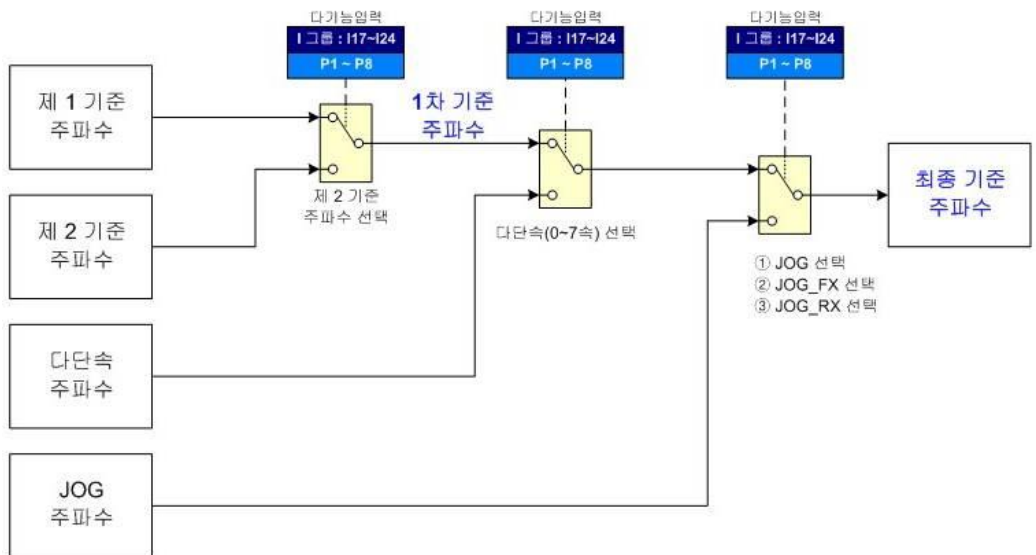 다기능입력
I 그룹 : I17~I24
P1 ~ P8
다기능입력
I 그룹 : I17~I24
P1 ~ P8
다기능입력
I 그룹 : I17~I24
P1 ~ P8
제 1 기준
주파수
1차 기준
주파수
제 2 기준
주파수 선택
다단속(0~7속) 선택
최종 기준
주파수
제 2 기준
주파수
① JOG 선택
② JOG_FX 선택
③ JOG_RX 선택
다단속
주파수
JOG
주파수